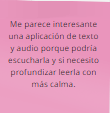 Me parece interesante
una aplicación de texto
y audio porque podría
escucharla y si necesito
profundizar leerla con
más calma.